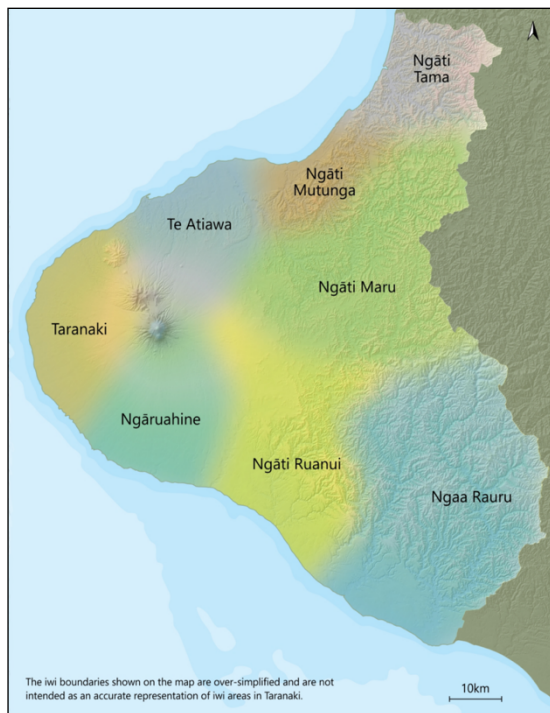 Ngāti
Tama
Ngāti
Mutunga
Te Atiawa
Ngāti Maru
Taranaki
Ngāruahine
Ngāti Ruanui
Ngaa Rauru
The iwi boundaries shown on the map are over-simplified and are not
intended as an accurate representation of iwi areas in Taranaki.
10km